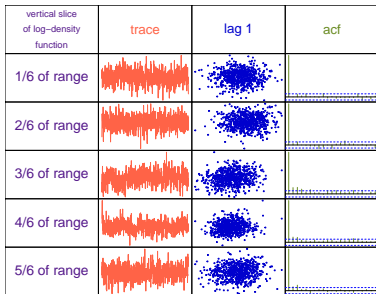 vertical slice
of log−density
function
trace
lag 1
acf
1/6 of range
2/6 of range
3/6 of range
4/6 of range
5/6 of range